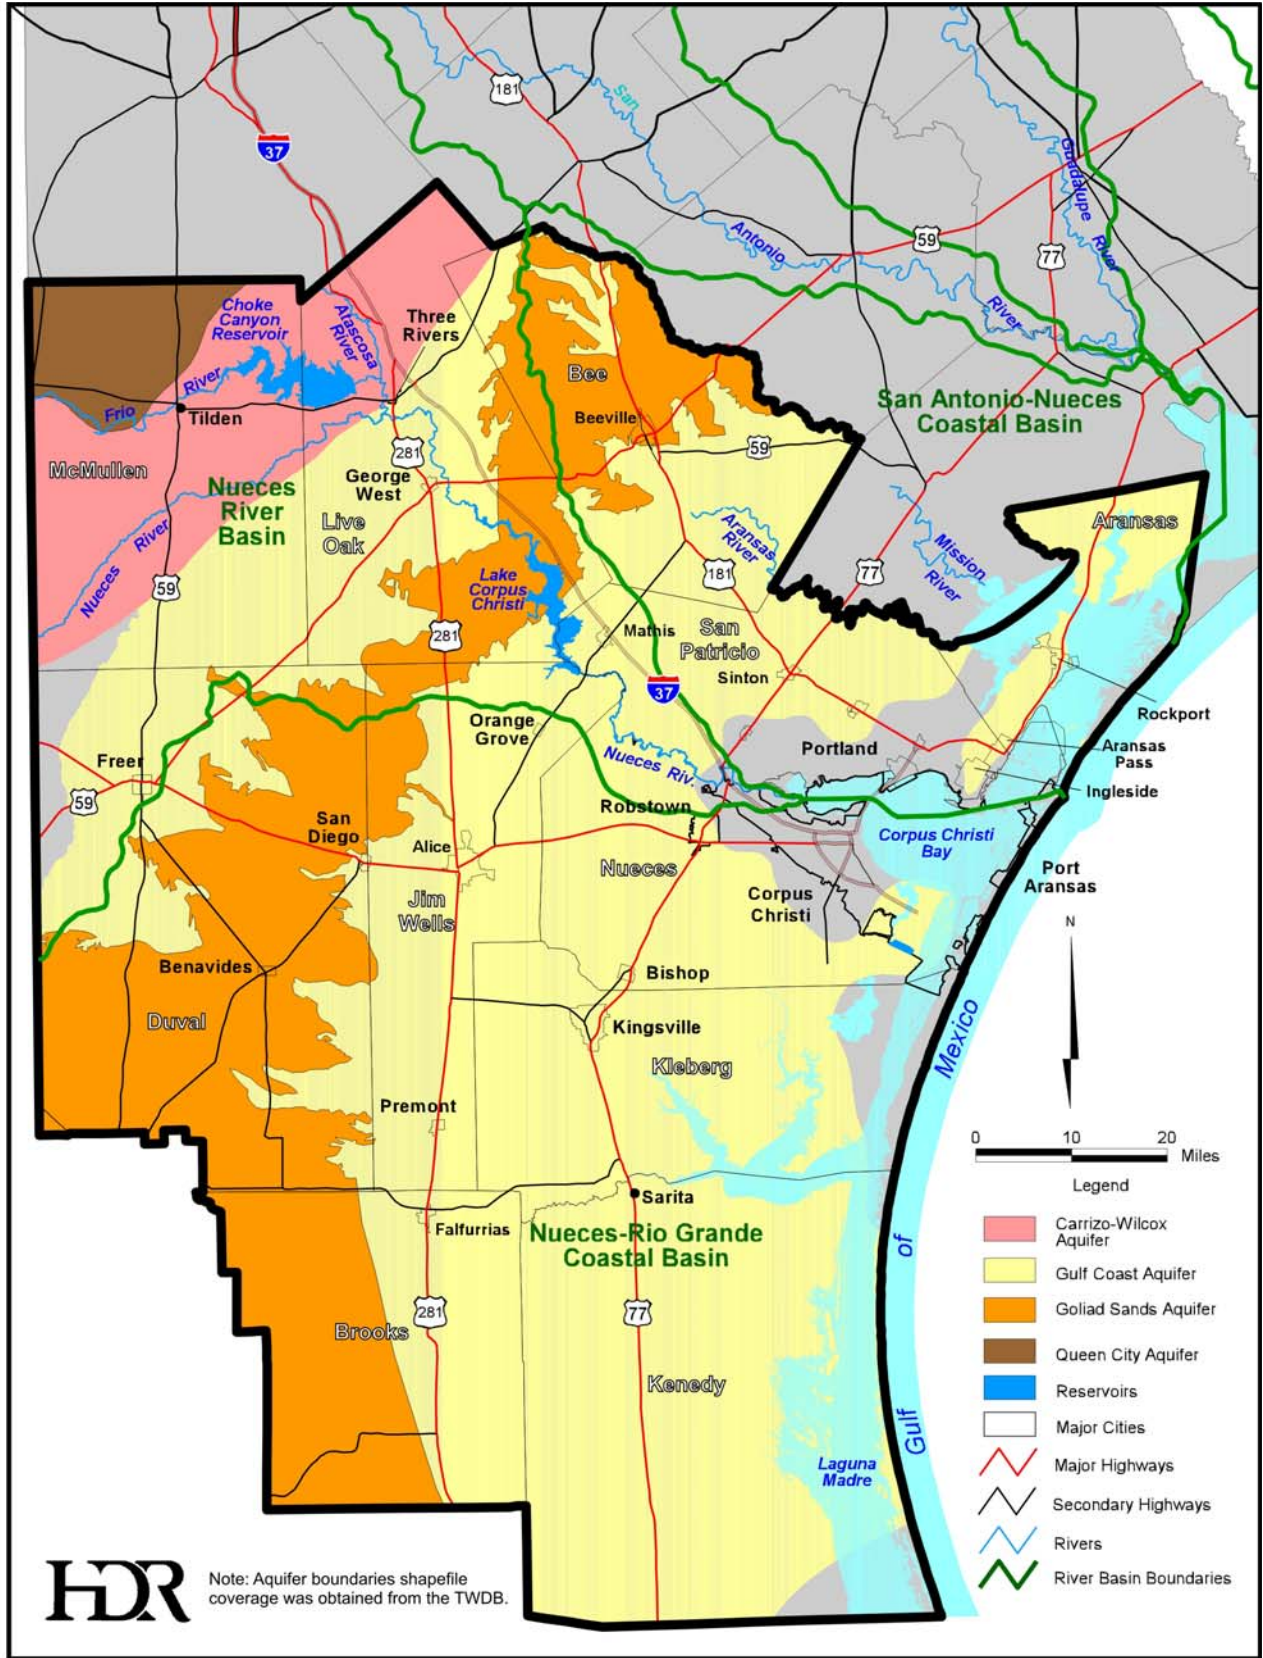 181
San
37
Guadalupe
River
Antonio
59
77
River
Choke
Canyon
Reservoir
Atascosa
River
Three
Rivers
River
Frio
Tilden
Bee
Beeville
San Antonio-Nueces
Coastal Basin
McMullen
281
59
George
West
Nueces
River
Basin
Live
Oak
Aransas
River
Aransas
Mission
River
Nueces
River
59
Lake
Corpus
Christi
181
77
281
Mathis
San
Patricio
Sinton
37
Orange
Grove
Rockport
Portland
Aransas
Pass
Nueces Riv.
Freer
59
Ingleside
Robstown
San
Diego
Alice
Corpus Christi
Bay
Nueces
Port
Aransas
Jim
Wells
Corpus
Christi
N
Benavides
Bishop
Duval
Kingsville
Kleberg
Premont
Sarita
Falfurrias
Nueces-Rio Grande
Coastal Basin
281
77
Brooks
Kenedy
Laguna
Madre
Gulf
of
Mexico
0
10
20
Miles
Legend
Carrizo-Wilcox
Aquifer
Gulf Coast Aquifer
Goliad Sands Aquifer
Queen City Aquifer
Reservoirs
Major Cities
Major Highways
Secondary Highways
Rivers
River Basin Boundaries
HDR
Note: Aquifer boundaries shapefile
coverage was obtained from the TWDB.